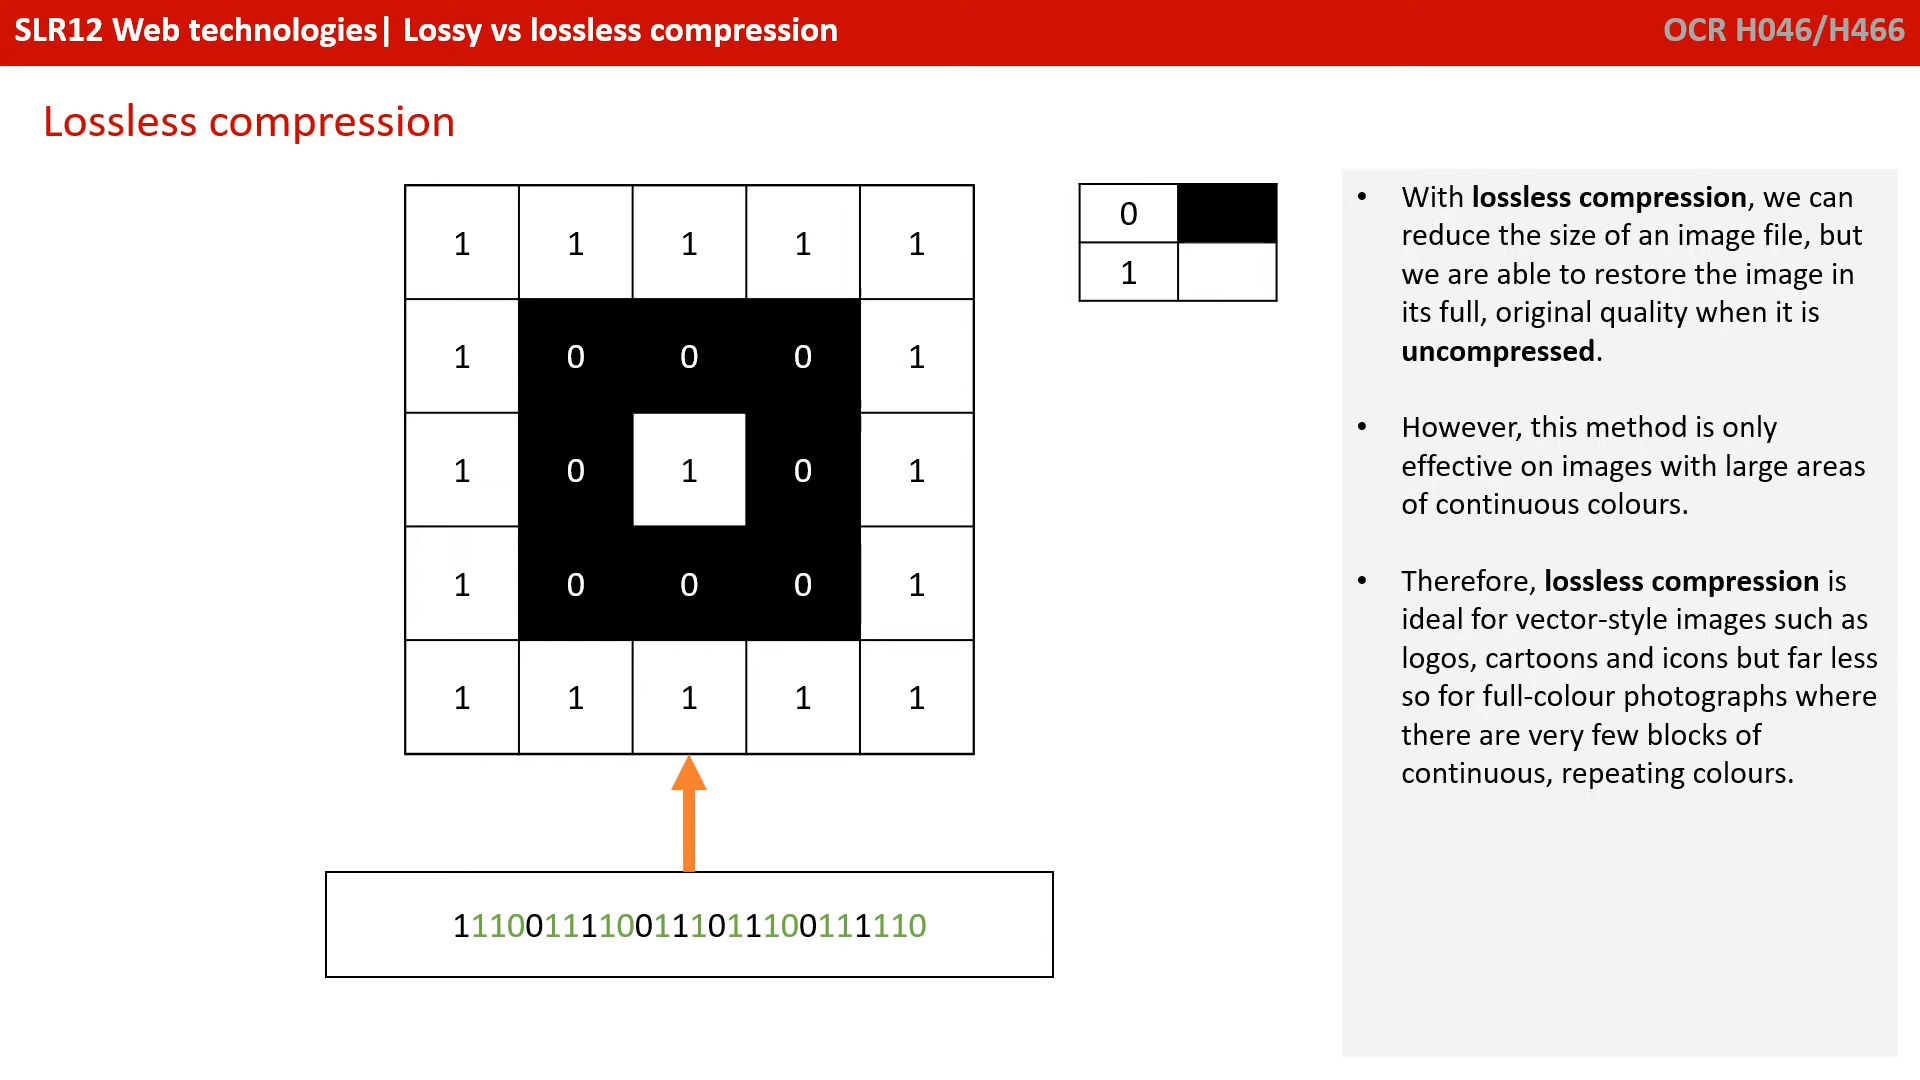 SLR12 Web technologies| Lossy vs lossless compression
OCR H046/H466
Lossless compression
1 1 1 1 1
1 0 0 0 1
1 0 1 0 1
1 0 0 0 1
1 1 1 1 1
11100111100111011100111110
0
1
• With lossless compression, we can
reduce the size of an image file, but
we are able to restore the image in
its full, original quality when it is
uncompressed.
• However, this method is only
effective on images with large areas
of continuous colours.
• Therefore, lossless compression is
ideal for vector-style images such as
logos, cartoons and icons but far less
so for full-colour photographs where
there are very few blocks of
continuous, repeating colours.